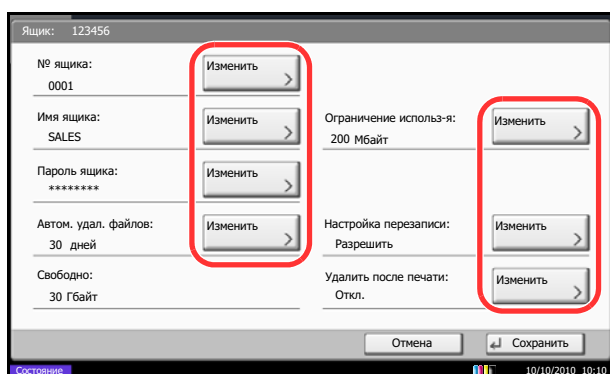 Ящик: 123456
№ ящика:
0001
Изменить
Имя ящика:
SALES
Изменить
Ограничение использ-я:
200 Мбайт
Изменить
Пароль ящика:
********
Изменить
Автом. удал. файлов:
30 дней
Изменить
Настройка перезаписи:
Разрешить
Изменить
Свободно:
30 Гбайт
Удалить после печати:
Откл.
Изменить
Отмена
Сохранить
Состояние
10/10/2010 10:10